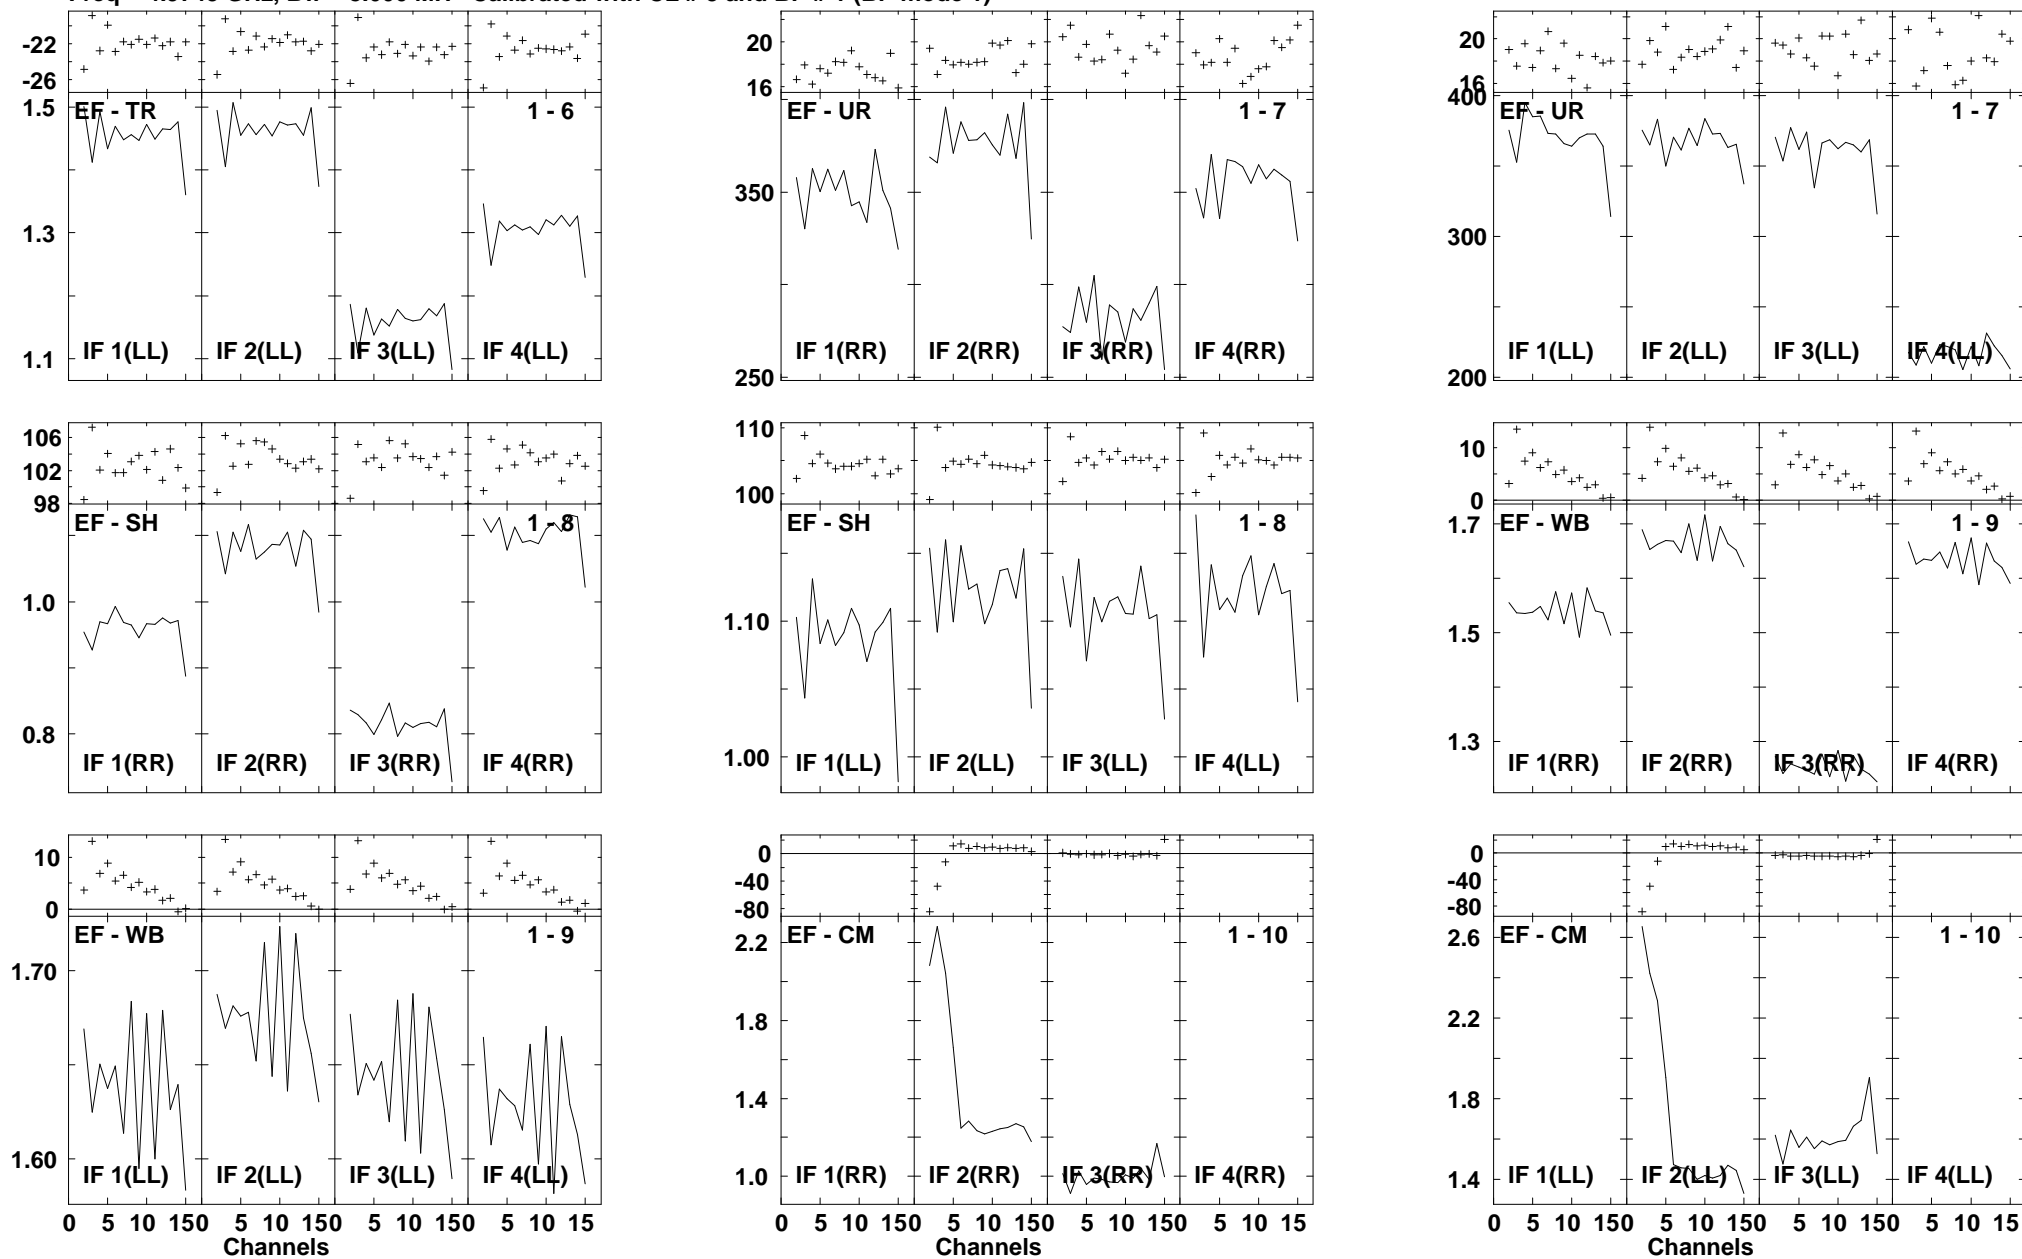 -22
-26
1.5
1.3
1.1
EF - TR
1 - 6
IF 1(LL)
IF 2(LL)
IF 3(LL)
IF 4(LL)
20
16
350
250
EF - UR
1 - 7
IF 1(RR)
IF 2(RR)
IF 3(RR)
IF 4(RR)
20
16
400
300
200
EF - UR
1 - 7
IF 1(LL)
IF 2(LL)
IF 3(LL)
IF 4(LL)
106
102
98
1.0
0.8
EF - SH
1 - 8
IF 1(RR)
IF 2(RR)
IF 3(RR)
IF 4(RR)
110
100
1.10
1.00
EF - SH
1 - 8
IF 1(LL)
IF 2(LL)
IF 3(LL)
IF 4(LL)
10
0
1.7
1.5
1.3
EF - WB
1 - 9
IF 1(RR)
IF 2(RR)
IF 3(RR)
IF 4(RR)
10
0
1.70
1.60
EF - WB
1 - 9
IF 1(LL)
IF 2(LL)
IF 3(LL)
IF 4(LL)
0 5 10 150 5 10 150 5 10 150 5 10 15
Channels
0
-40
-80
2.2
1.8
1.4
1.0
EF - CM
1 - 10
IF 1(RR)
IF 2(RR)
IF 3(RR)
IF 4(RR)
0 5 10 150 5 10 150 5 10 150 5 10 15
Channels
0
-40
-80
2.6
2.2
1.8
1.4
EF - CM
1 - 10
IF 1(LL)
IF 2(LL)
IF 3(LL)
IF 4(LL)
0 5 10 150 5 10 150 5 10 150 5 10 15
Channels